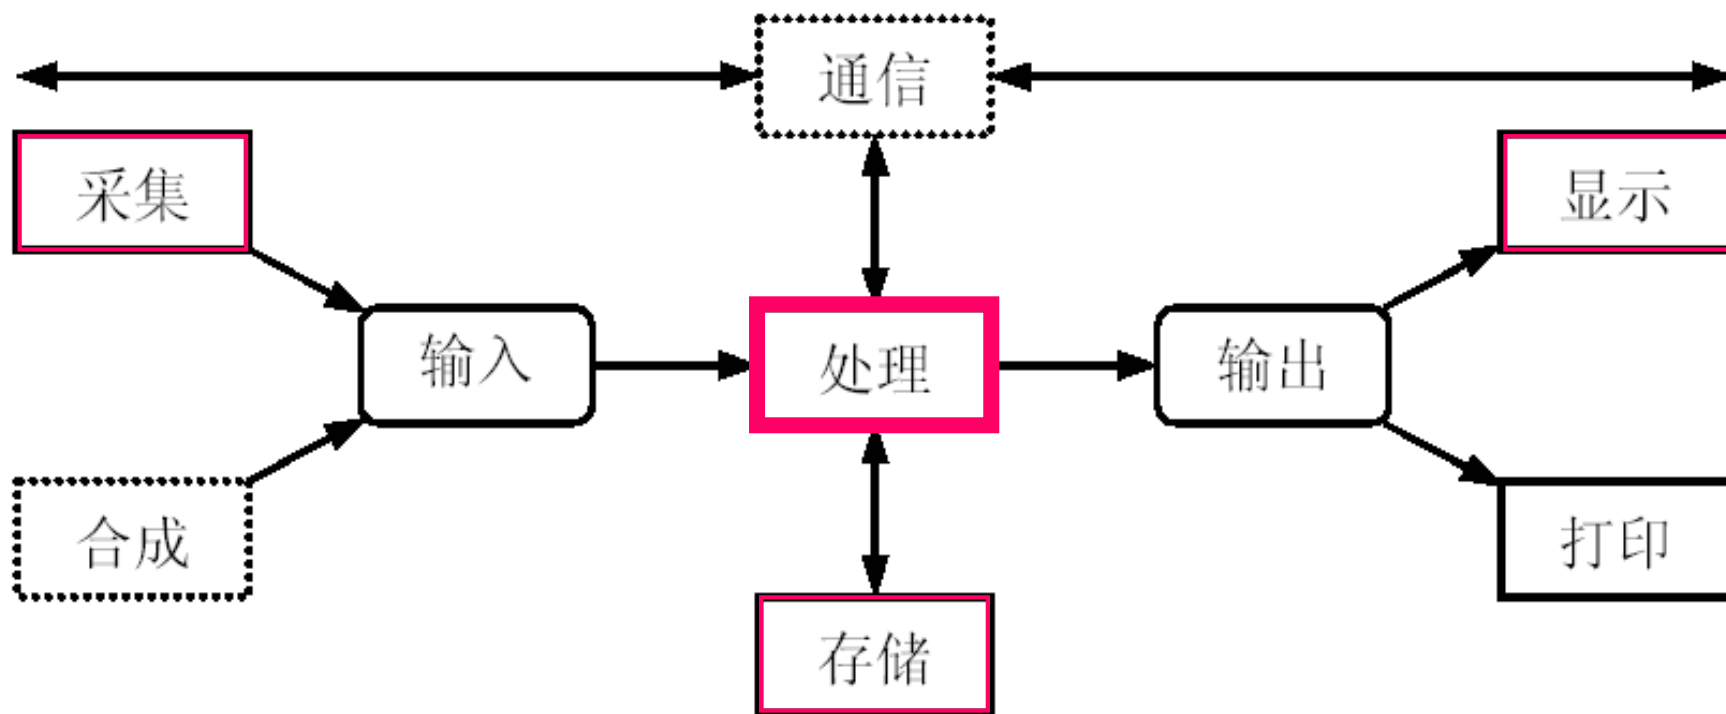 通信
采集
显示
输入
处理
输出
合成
打印
存储